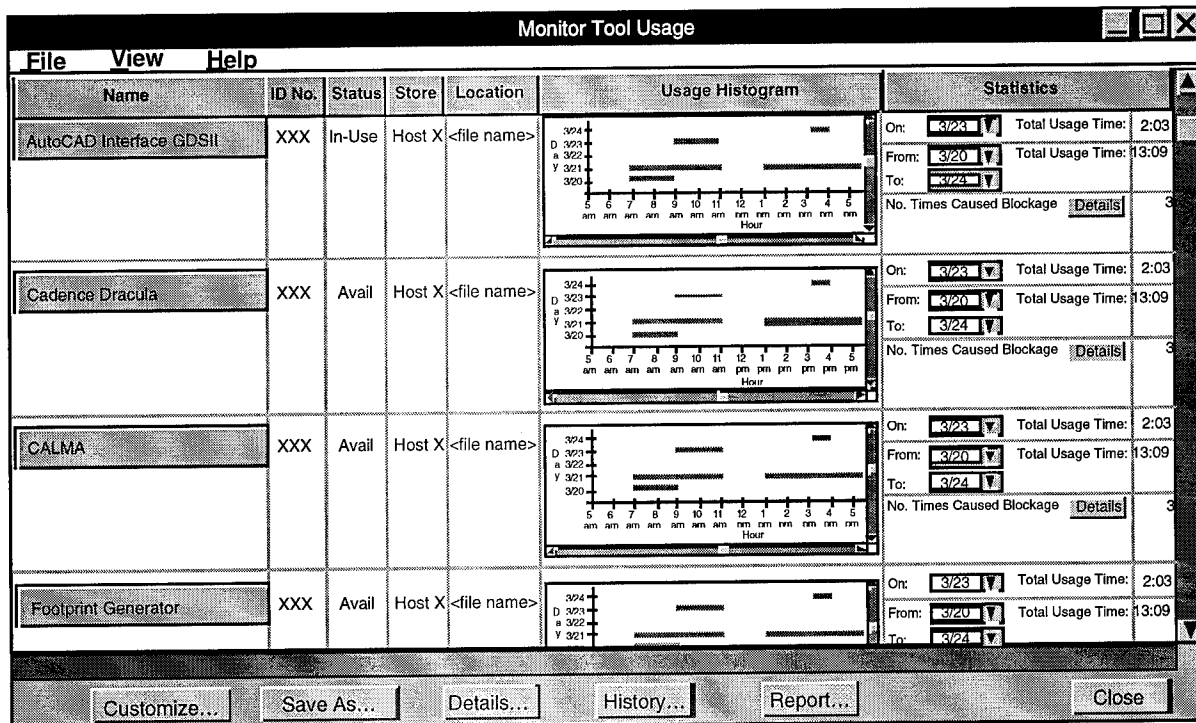 Monitor Tool Usage
File View Help
Name ID No. Status Store Location Usage Histogram Statistics
AutoCAD Interface GDSII XXX In-Use Host X <file name>
Day
3/24
3/23
3/22
3/21
3/20
5 6 7 8 9 10 11 12 1 2 3 4 5
am am am am am am am pm pm pm pm pm pm
Hour
On: 3/23 Total Usage Time: 2:03
From: 3/20 Total Usage Time: 13:09
To: 3/24
No. Times Caused Blockage Details 3
Cadence Dracula XXX Avail Host X <file name>
Day
3/24
3/23
3/22
3/21
3/20
5 6 7 8 9 10 11 12 1 2 3 4 5
am am am am am am am pm pm pm pm pm pm
Hour
On: 3/23 Total Usage Time: 2:03
From: 3/20 Total Usage Time: 13:09
To: 3/24
No. Times Caused Blockage Details 3
CALMA XXX Avail Host X <file name>
Day
3/24
3/23
3/22
3/21
3/20
5 6 7 8 9 10 11 12 1 2 3 4 5
am am am am am am am pm pm pm pm pm pm
Hour
On: 3/23 Total Usage Time: 2:03
From: 3/20 Total Usage Time: 13:09
To: 3/24
No. Times Caused Blockage Details 3
Footprint Generator XXX Avail Host X <file name>
Day
3/24
3/23
3/22
3/21
On: 3/23 Total Usage Time: 2:03
From: 3/20 Total Usage Time: 13:09
To: 3/24
Customize... Save As... Details... History... Report... Close